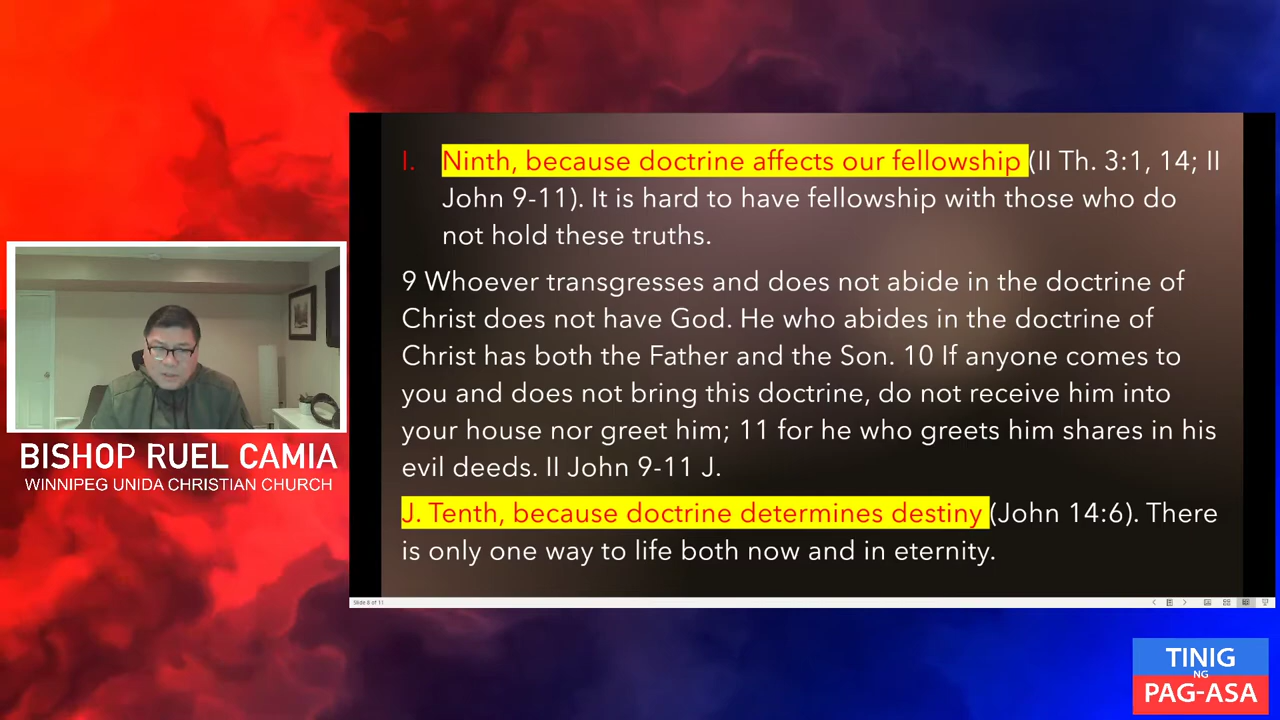 I. Ninth, because doctrine affects our fellowship (II Th. 3:1, 14; II
John 9-11). It is hard to have fellowship with those who do
not hold these truths.
9 Whoever transgresses and does not abide in the doctrine of
Christ does not have God. He who abides in the doctrine of
Christ has both the Father and the Son. 10 If anyone comes to
you and does not bring this doctrine, do not receive him into
your house nor greet him; 11 for he who greets him shares in his
evil deeds. II John 9-11 J.
J. Tenth, because doctrine determines destiny (John 14:6). There
is only one way to life both now and in eternity.
Slide 8 of 11
BISHOP RUEL CAMIA
WINNIPEG UNIDA CHRISTIAN CHURCH
TINIG
NG
PAG-ASA